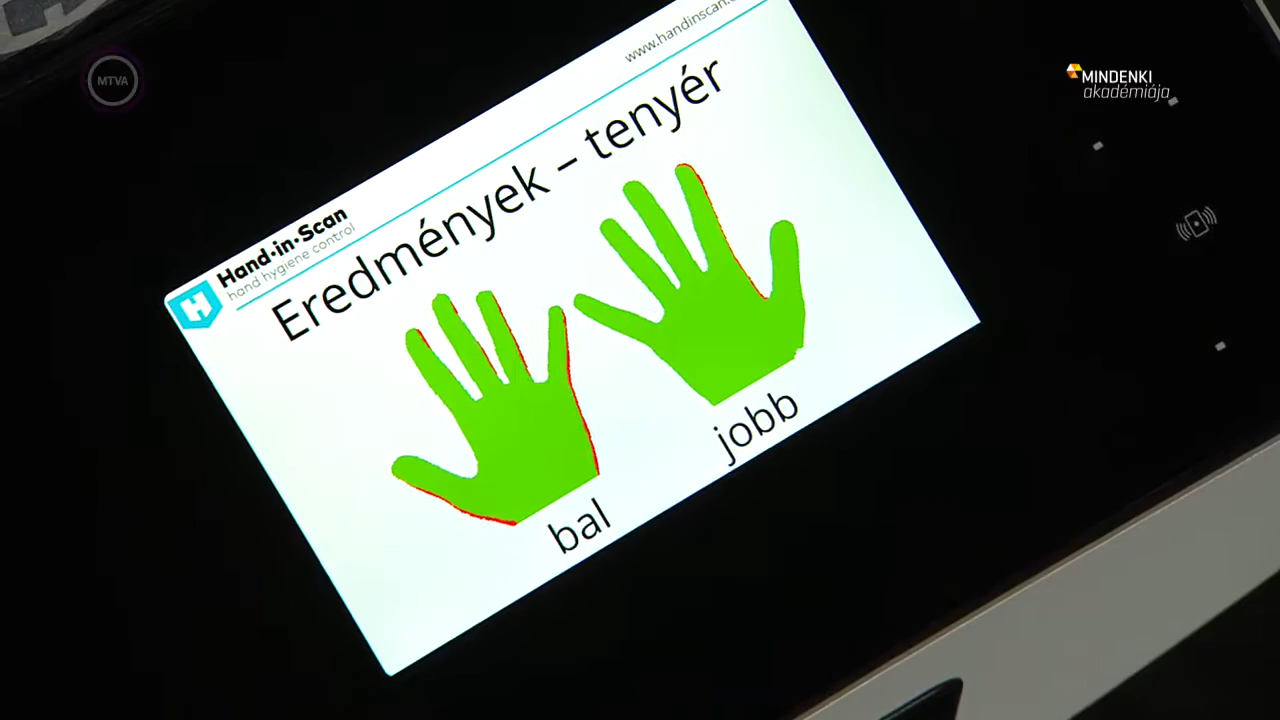 MTVA
MINDENKI
akadémiája
www.handinscan.
Hand·in·Scan
hand hygiene control
Eredmények – tenyér
bal
jobb